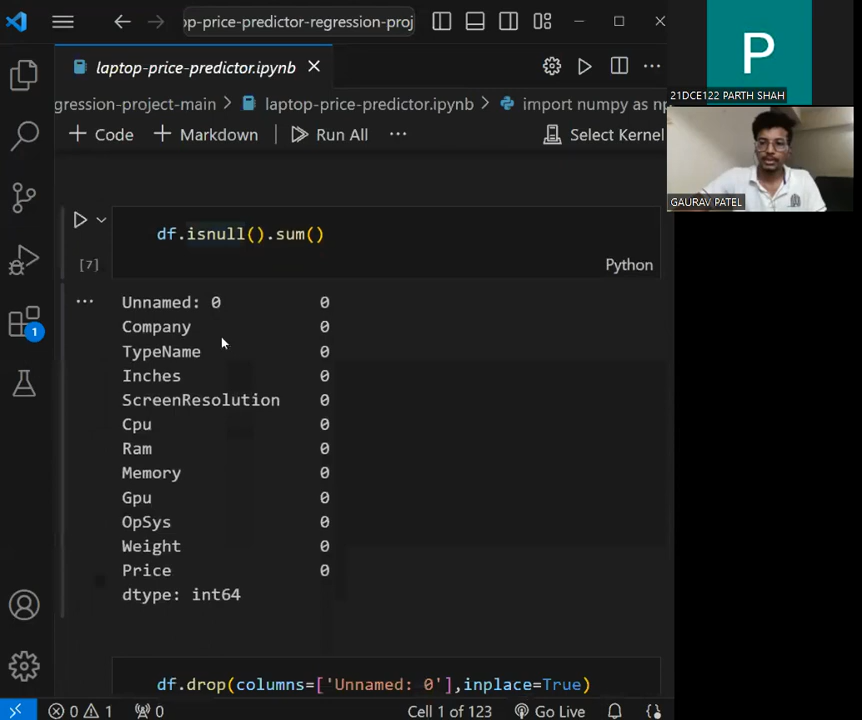 op-price-predictor-regression-proj
P
21DCE122 PARTH SHAH
GAURAV PATEL
laptop-price-predictor.ipynb
gression-project-main > laptop-price-predictor.ipynb > import numpy as np
+ Code + Markdown | Run All ... Select Kernel
df.isnull().sum()
[7]
Python
...
Unnamed: 0 0
Company 0
TypeName 0
Inches 0
ScreenResolution 0
Cpu 0
Ram 0
Memory 0
Gpu 0
OpSys 0
Weight 0
Price 0
dtype: int64
1
df.drop(columns=['Unnamed: 0'],inplace=True)
0 1 0 Cell 1 of 123 Go Live